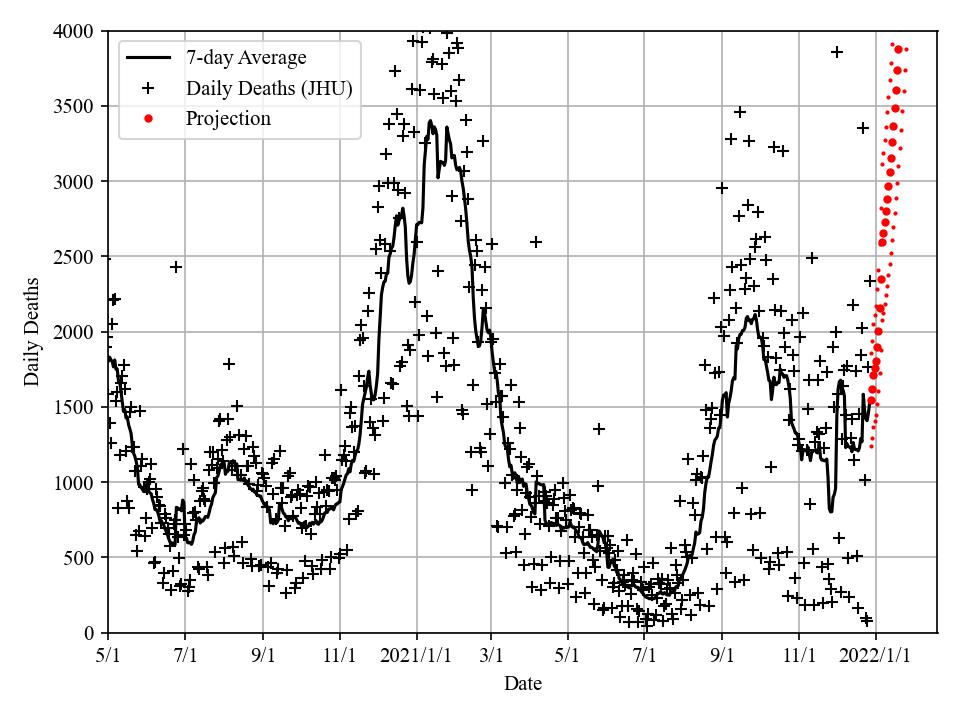 4000
3500
3000
2500
2000
1500
1000
500
0
Daily Deaths
7-day Average
Daily Deaths (JHU)
Projection
5/1 7/1 9/1 11/1 2021/1/1 3/1 5/1 7/1 9/1 11/1 2022/1/1
Date